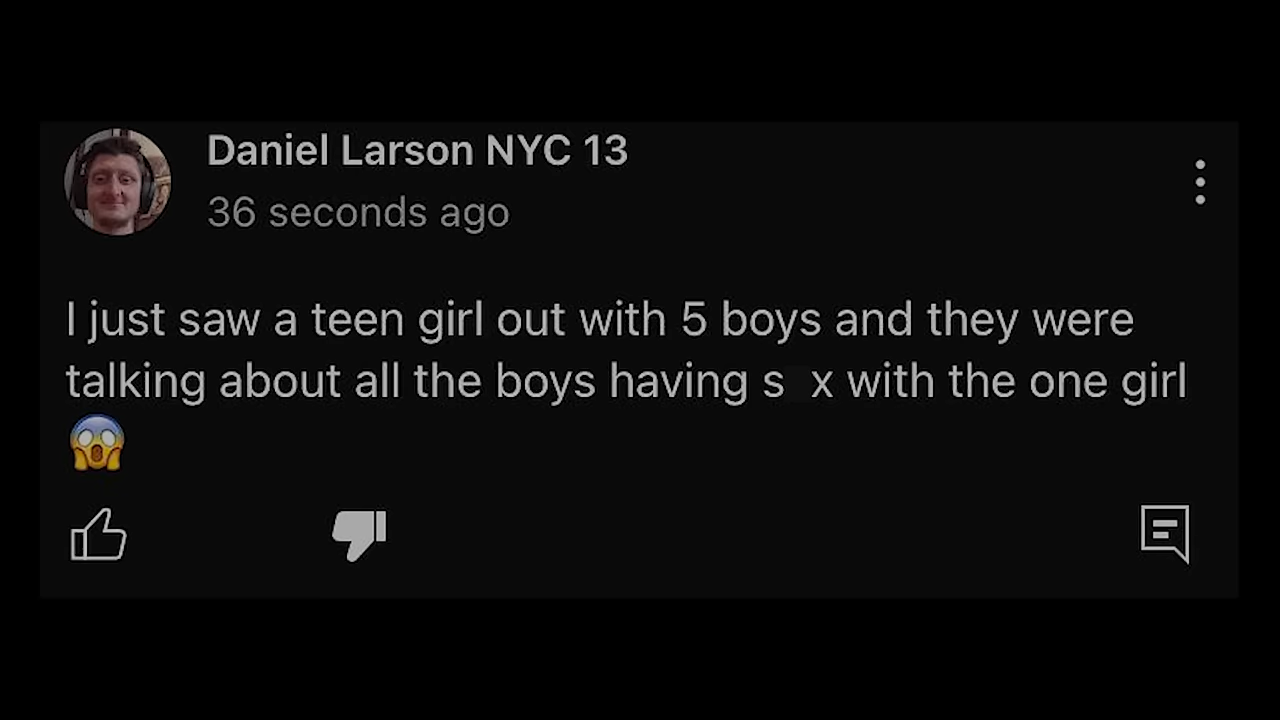 Daniel Larson NYC 13
36 seconds ago
I just saw a teen girl out with 5 boys and they were
talking about all the boys having s x with the one girl
😱